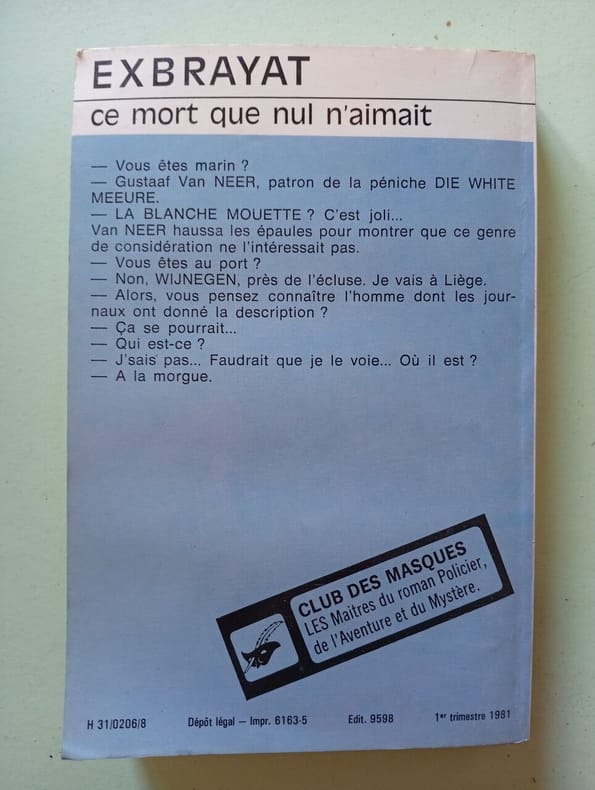 EXBRAYAT
ce mort que nul n'aimait
— Vous êtes marin ?
— Gustaaf Van NEER, patron de la péniche DIE WHITE
MEEURE.
— LA BLANCHE MOUETTE ? C'est joli...
Van NEER haussa les épaules pour montrer que ce genre
de considération ne l'intéressait pas.
— Vous êtes au port ?
— Non, WIJNEGEN, près de l'écluse. Je vais à Liège.
— Alors, vous pensez connaître l'homme dont les jour-
naux ont donné la description ?
— Ça se pourrait...
— Qui est-ce ?
— J'sais pas... Faudrait que je le voie... Où il est ?
— A la morgue.
CLUB DES MASQUES
LES Maitres du roman Policier,
de l'Aventure et du Mystère.
H 31/0206/8 Dépôt légal — Impr. 6163-5 Edit. 9598 1er trimestre 1981